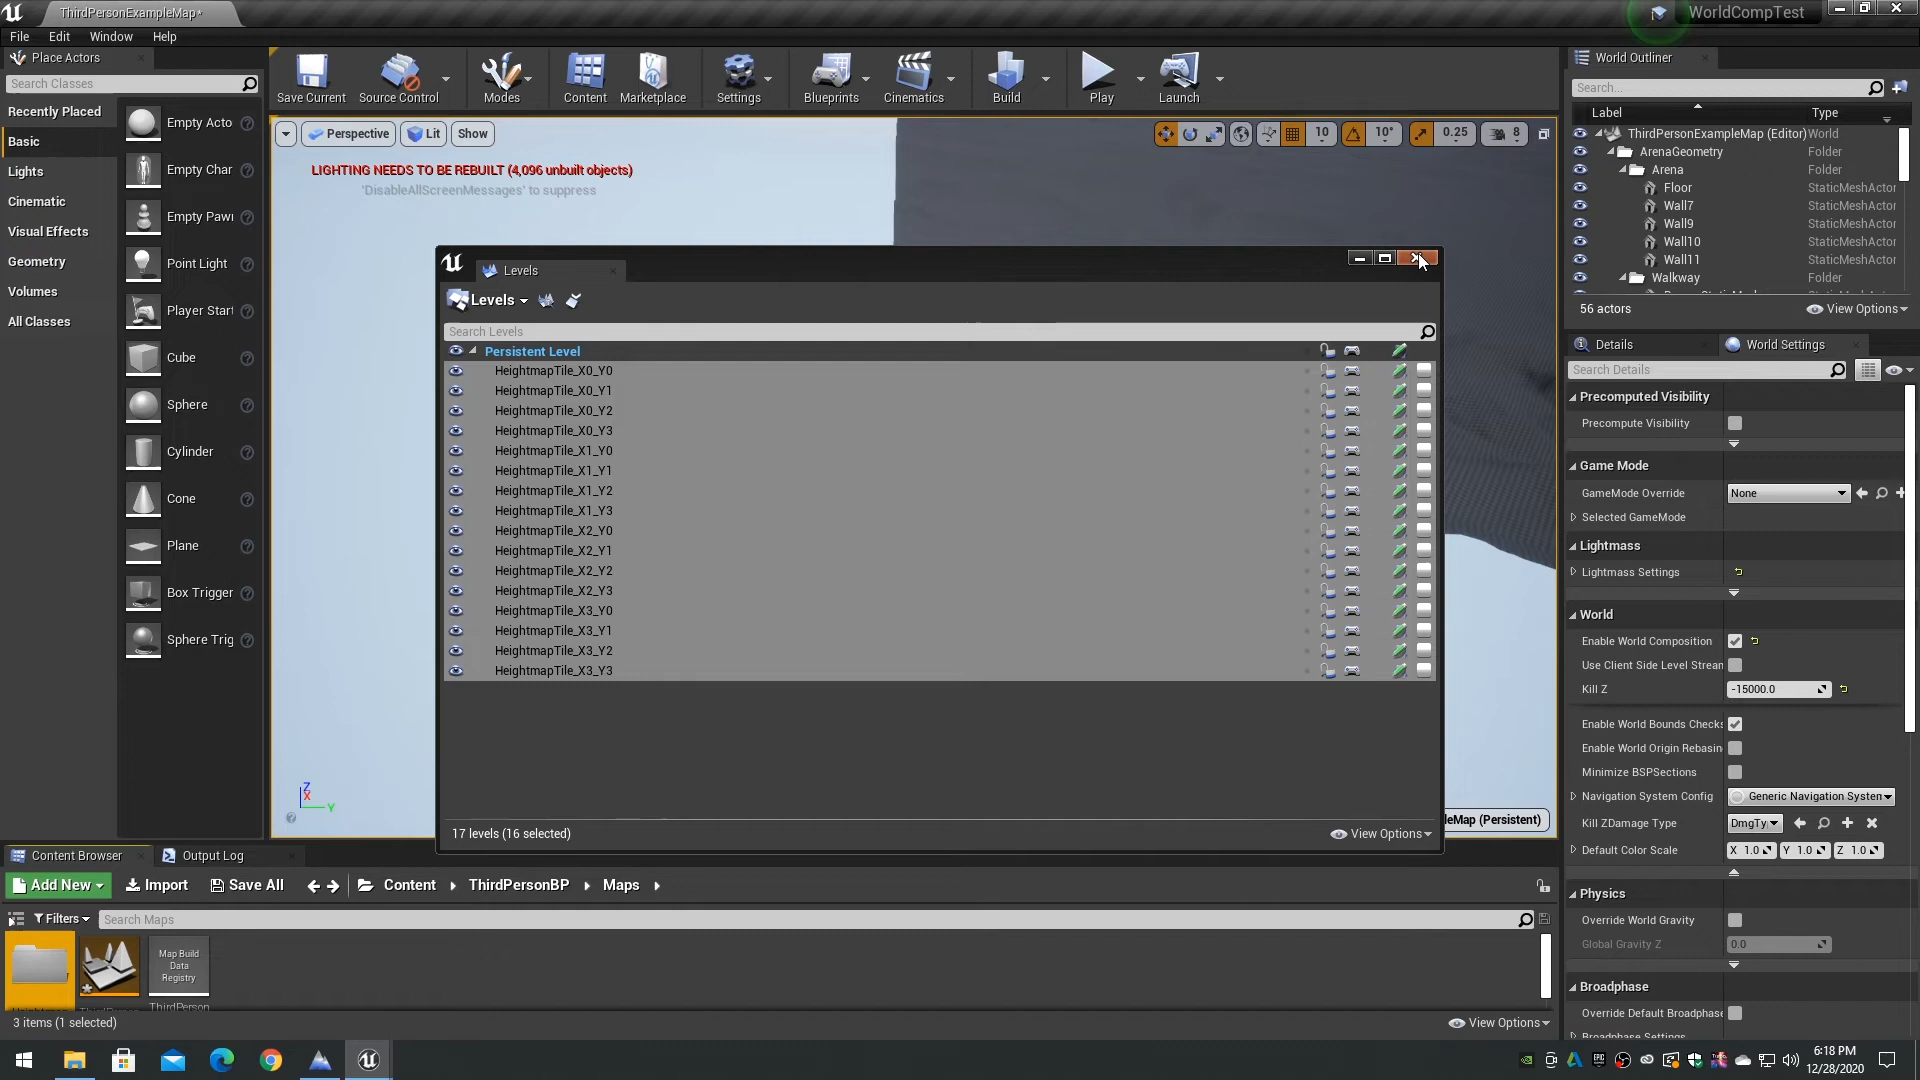 ThirdPersonExampleMap*
WorldCompTest
File Edit Window Help
Place Actors
Search Classes
Recently Placed
Basic
Lights
Cinematic
Visual Effects
Geometry
Volumes
All Classes
Empty Acto
Empty Char
Empty Pawn
Point Light
Player Start
Cube
Sphere
Cylinder
Cone
Plane
Box Trigger
Sphere Trig
Save Current
Source Control
Modes
Content
Marketplace
Settings
Blueprints
Cinematics
Build
Play
Launch
Perspective
Lit
Show
10
10°
0.25
8
LIGHTING NEEDS TO BE REBUILT (4,096 unbuilt objects)
'DisableAllScreenMessages' to suppress
Levels
Levels
Search Levels
Persistent Level
HeightmapTile_X0_Y0
HeightmapTile_X0_Y1
HeightmapTile_X0_Y2
HeightmapTile_X0_Y3
HeightmapTile_X1_Y0
HeightmapTile_X1_Y1
HeightmapTile_X1_Y2
HeightmapTile_X1_Y3
HeightmapTile_X2_Y0
HeightmapTile_X2_Y1
HeightmapTile_X2_Y2
HeightmapTile_X2_Y3
HeightmapTile_X3_Y0
HeightmapTile_X3_Y1
HeightmapTile_X3_Y2
HeightmapTile_X3_Y3
17 levels (16 selected)
View Options
leMap (Persistent)
Z
X
Y
World Outliner
Search...
Label Type
ThirdPersonExampleMap (Editor) World
ArenaGeometry Folder
Arena Folder
Floor StaticMeshActor
Wall7 StaticMeshActor
Wall9 StaticMeshActor
Wall10 StaticMeshActor
Wall11 StaticMeshActor
Walkway Folder
56 actors
View Options
Details
World Settings
Search Details
Precomputed Visibility
Precompute Visibility
Game Mode
GameMode Override None
Selected GameMode
Lightmass
Lightmass Settings
World
Enable World Composition
Use Client Side Level Stream
Kill Z -15000.0
Enable World Bounds Checks
Enable World Origin Rebasin
Minimize BSPSections
Navigation System Config Generic Navigation System
Kill ZDamage Type DmgTy
Default Color Scale X 1.0 Y 1.0 Z 1.0
Physics
Override World Gravity
Global Gravity Z 0.0
Broadphase
Override Default Broadphase
Broadphase Settings
Content Browser
Output Log
Add New
Import
Save All
Content
ThirdPersonBP
Maps
Filters
Search Maps
Map Build
Data
Registry
ThirdPerson
3 items (1 selected)
View Options
6:18 PM
12/28/2020